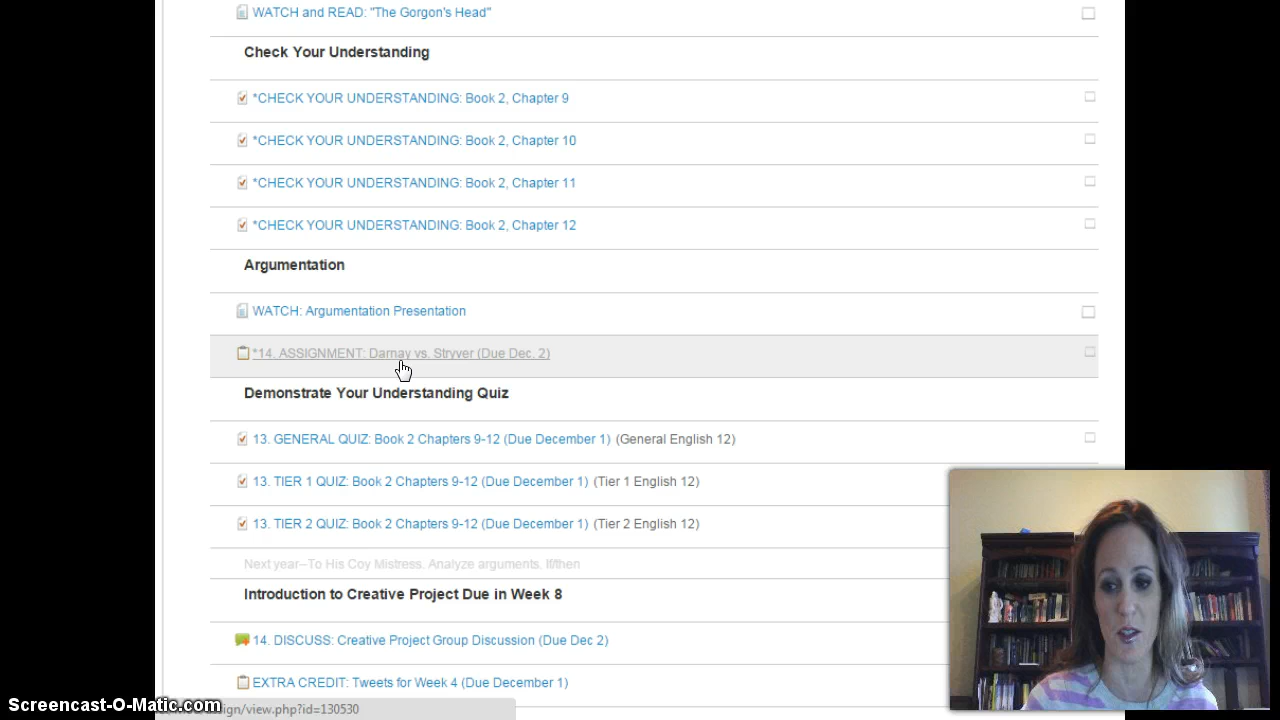 WATCH and READ: "The Gorgon's Head"
Check Your Understanding
*CHECK YOUR UNDERSTANDING: Book 2, Chapter 9
*CHECK YOUR UNDERSTANDING: Book 2, Chapter 10
*CHECK YOUR UNDERSTANDING: Book 2, Chapter 11
*CHECK YOUR UNDERSTANDING: Book 2, Chapter 12
Argumentation
WATCH: Argumentation Presentation
*14. ASSIGNMENT: Darnay vs. Stryver (Due Dec. 2)
Demonstrate Your Understanding Quiz
13. GENERAL QUIZ: Book 2 Chapters 9-12 (Due December 1) (General English 12)
13. TIER 1 QUIZ: Book 2 Chapters 9-12 (Due December 1) (Tier 1 English 12)
13. TIER 2 QUIZ: Book 2 Chapters 9-12 (Due December 1) (Tier 2 English 12)
Next year--To His Coy Mistress. Analyze arguments. If/then
Introduction to Creative Project Due in Week 8
14. DISCUSS: Creative Project Group Discussion (Due Dec 2)
EXTRA CREDIT: Tweets for Week 4 (Due December 1)
Screencast-O-Matic.com
/view.php?id=130530